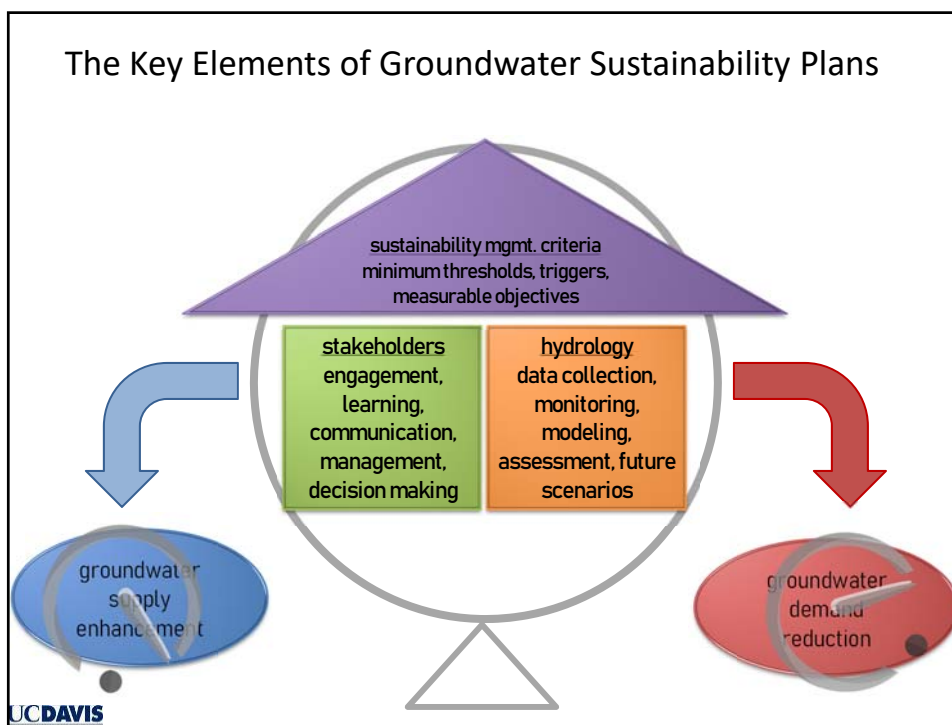 The Key Elements of Groundwater Sustainability Plans
sustainability mgmt. criteria
minimum thresholds, triggers,
measurable objectives
stakeholders
engagement,
learning,
communication,
management,
decision making
hydrology
data collection,
monitoring,
modeling,
assessment, future
scenarios
groundwater
supply
enhancement
groundwater
demand
reduction
UCDAVIS